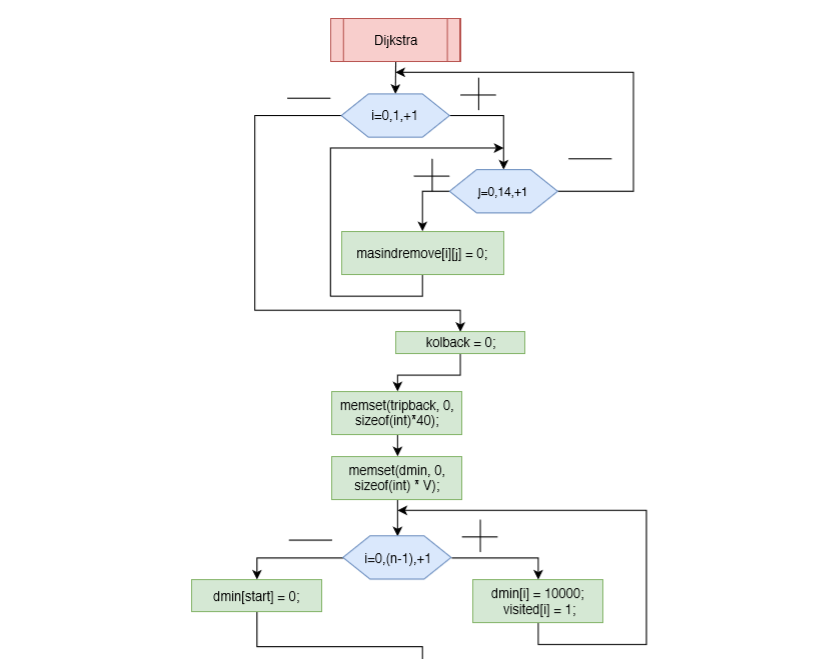 Dijkstra
i=0,1,+1
j=0,14,+1
masindremove[i][j] = 0;
kolback = 0;
memset(tripback, 0,
sizeof(int)*40);
memset(dmin, 0,
sizeof(int) * V);
i=0,(n-1),+1
dmin[start] = 0;
dmin[i] = 10000;
visited[i] = 1;